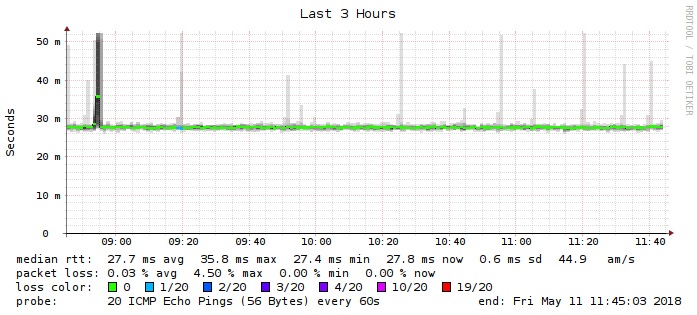 Last 3 Hours
RRDTOOL / TOBI OETIKER
Seconds
50 m
40 m
30 m
20 m
10 m
0
09:00 09:20 09:40 10:00 10:20 10:40 11:00 11:20 11:40
median rtt: 27.7 ms avg 35.8 ms max 27.4 ms min 27.8 ms now 0.6 ms sd 44.9 am/s
packet loss: 0.03 % avg 4.50 % max 0.00 % min 0.00 % now
loss color: 0 1/20 2/20 3/20 4/20 10/20 19/20
probe: 20 ICMP Echo Pings (56 Bytes) every 60s end: Fri May 11 11:45:03 2018